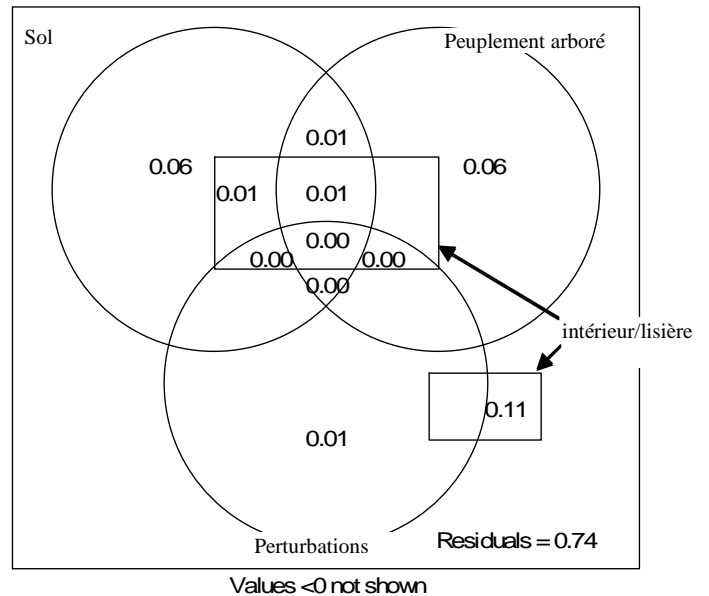 Sol
Peuplement arboré
0.01
0.06
0.06
0.01
0.01
0.00
0.00
0.00
0.00
intérieur/lisière
0.11
0.01
Perturbations
Residuals = 0.74
Values <0 not shown